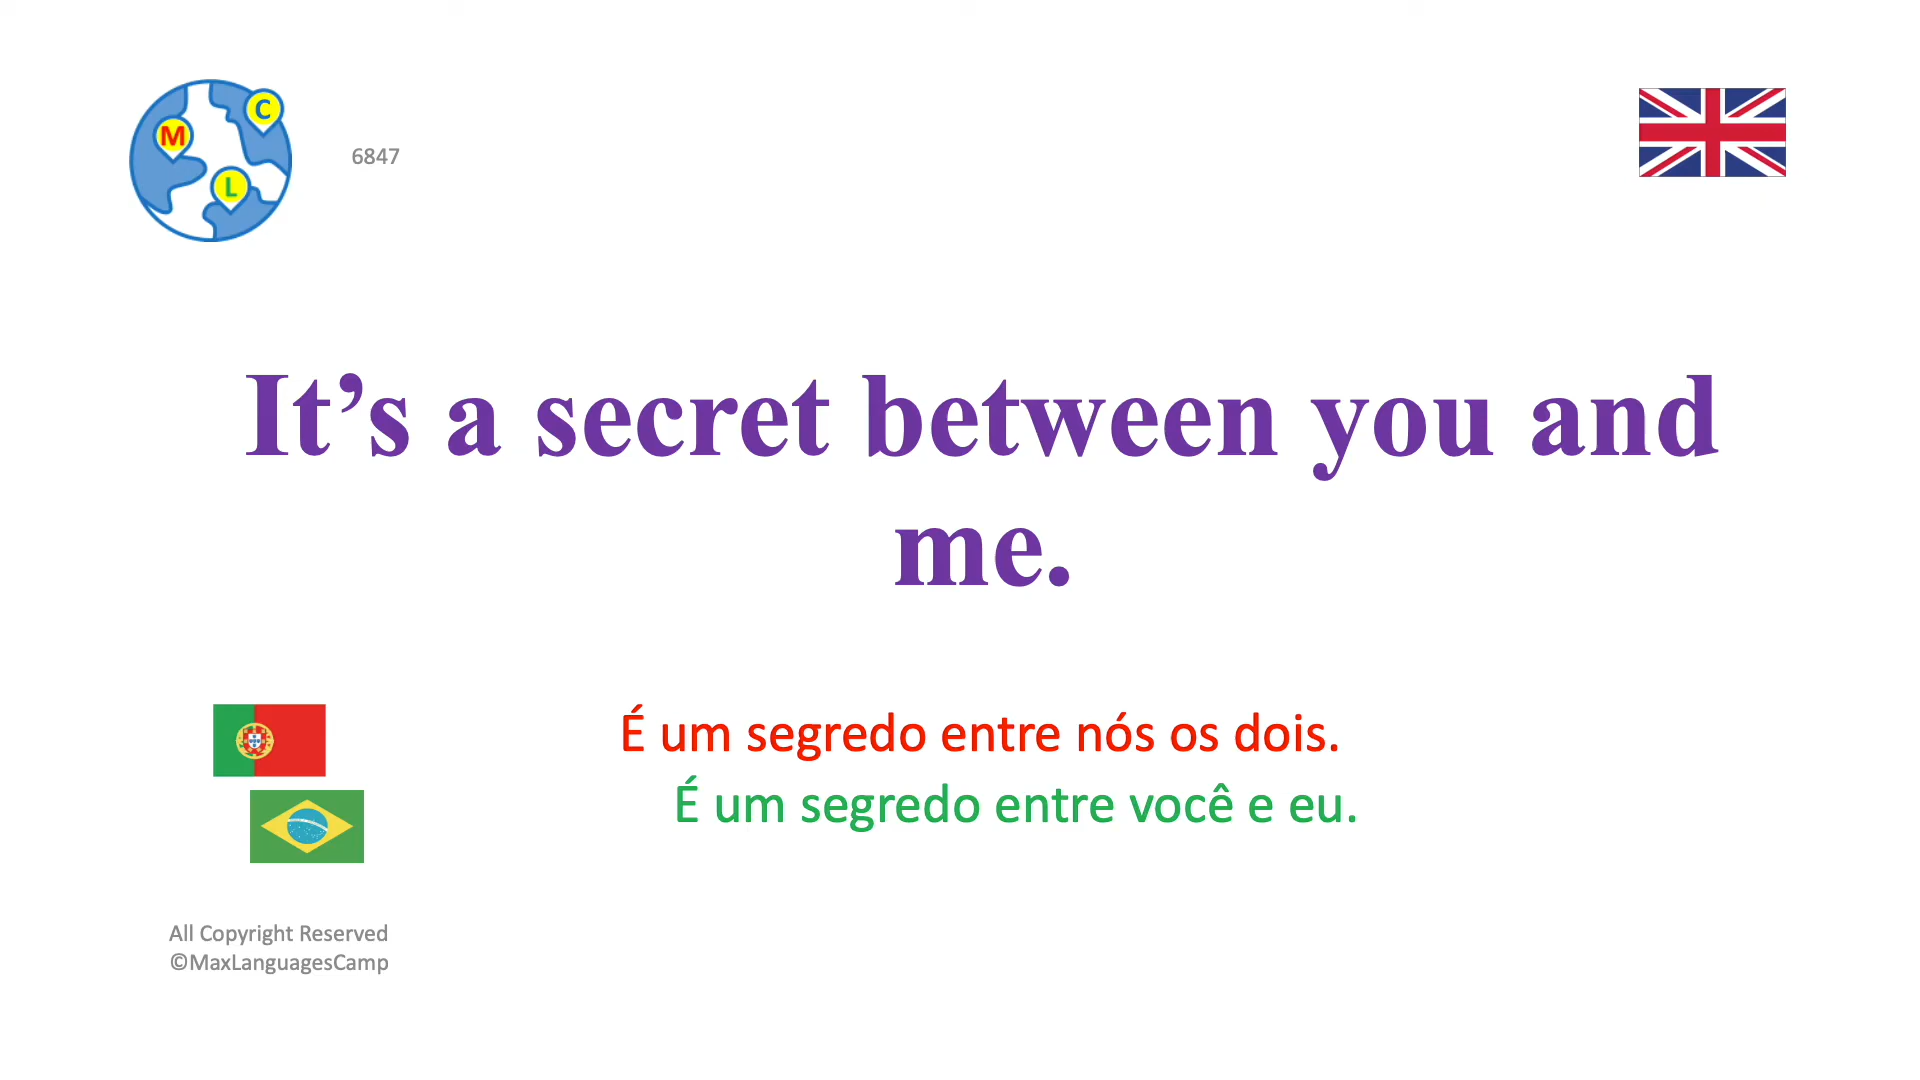 C
M
6847
L
It’s a secret between you and
me.
É um segredo entre nós os dois.
É um segredo entre você e eu.
All Copyright Reserved
©MaxLanguagesCamp